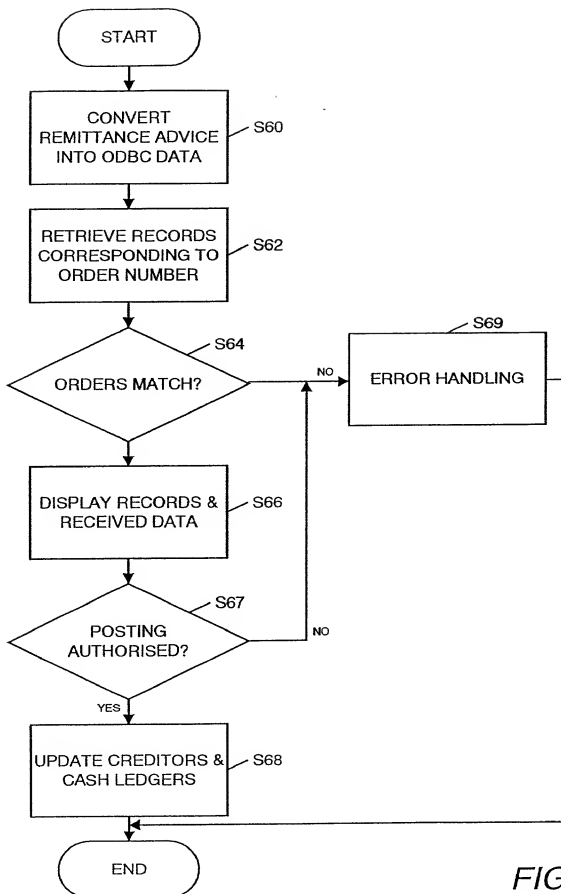 START
CONVERT
REMITTANCE ADVICE
INTO ODBC DATA
S60
RETRIEVE RECORDS
CORRESPONDING TO
ORDER NUMBER
S62
S64
ORDERS MATCH?
NO
S69
ERROR HANDLING
DISPLAY RECORDS &
RECEIVED DATA
S66
S67
POSTING
AUTHORISED?
NO
YES
UPDATE CREDITORS &
CASH LEDGERS
S68
END
FIG